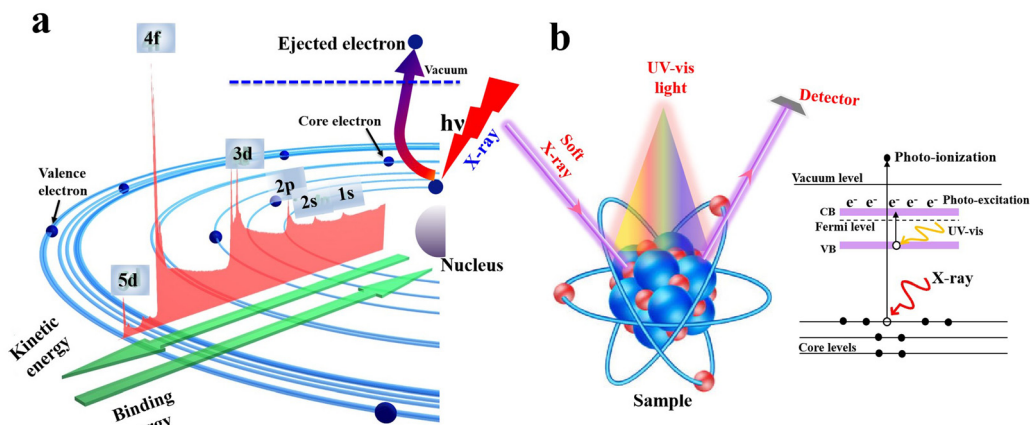 a
4f
Ejected electron
Vacuum
hν
X-ray
Core electron
3d
Valence
electron
2p
2s
1s
Nucleus
5d
Kinetic
energy
Binding
b
UV-vis
light
Detector
Soft
X-ray
Sample
Photo-ionization
Vacuum level
e- e- e- e- e-
Photo-excitation
CB
Fermi level
UV-vis
VB
X-ray
Core levels